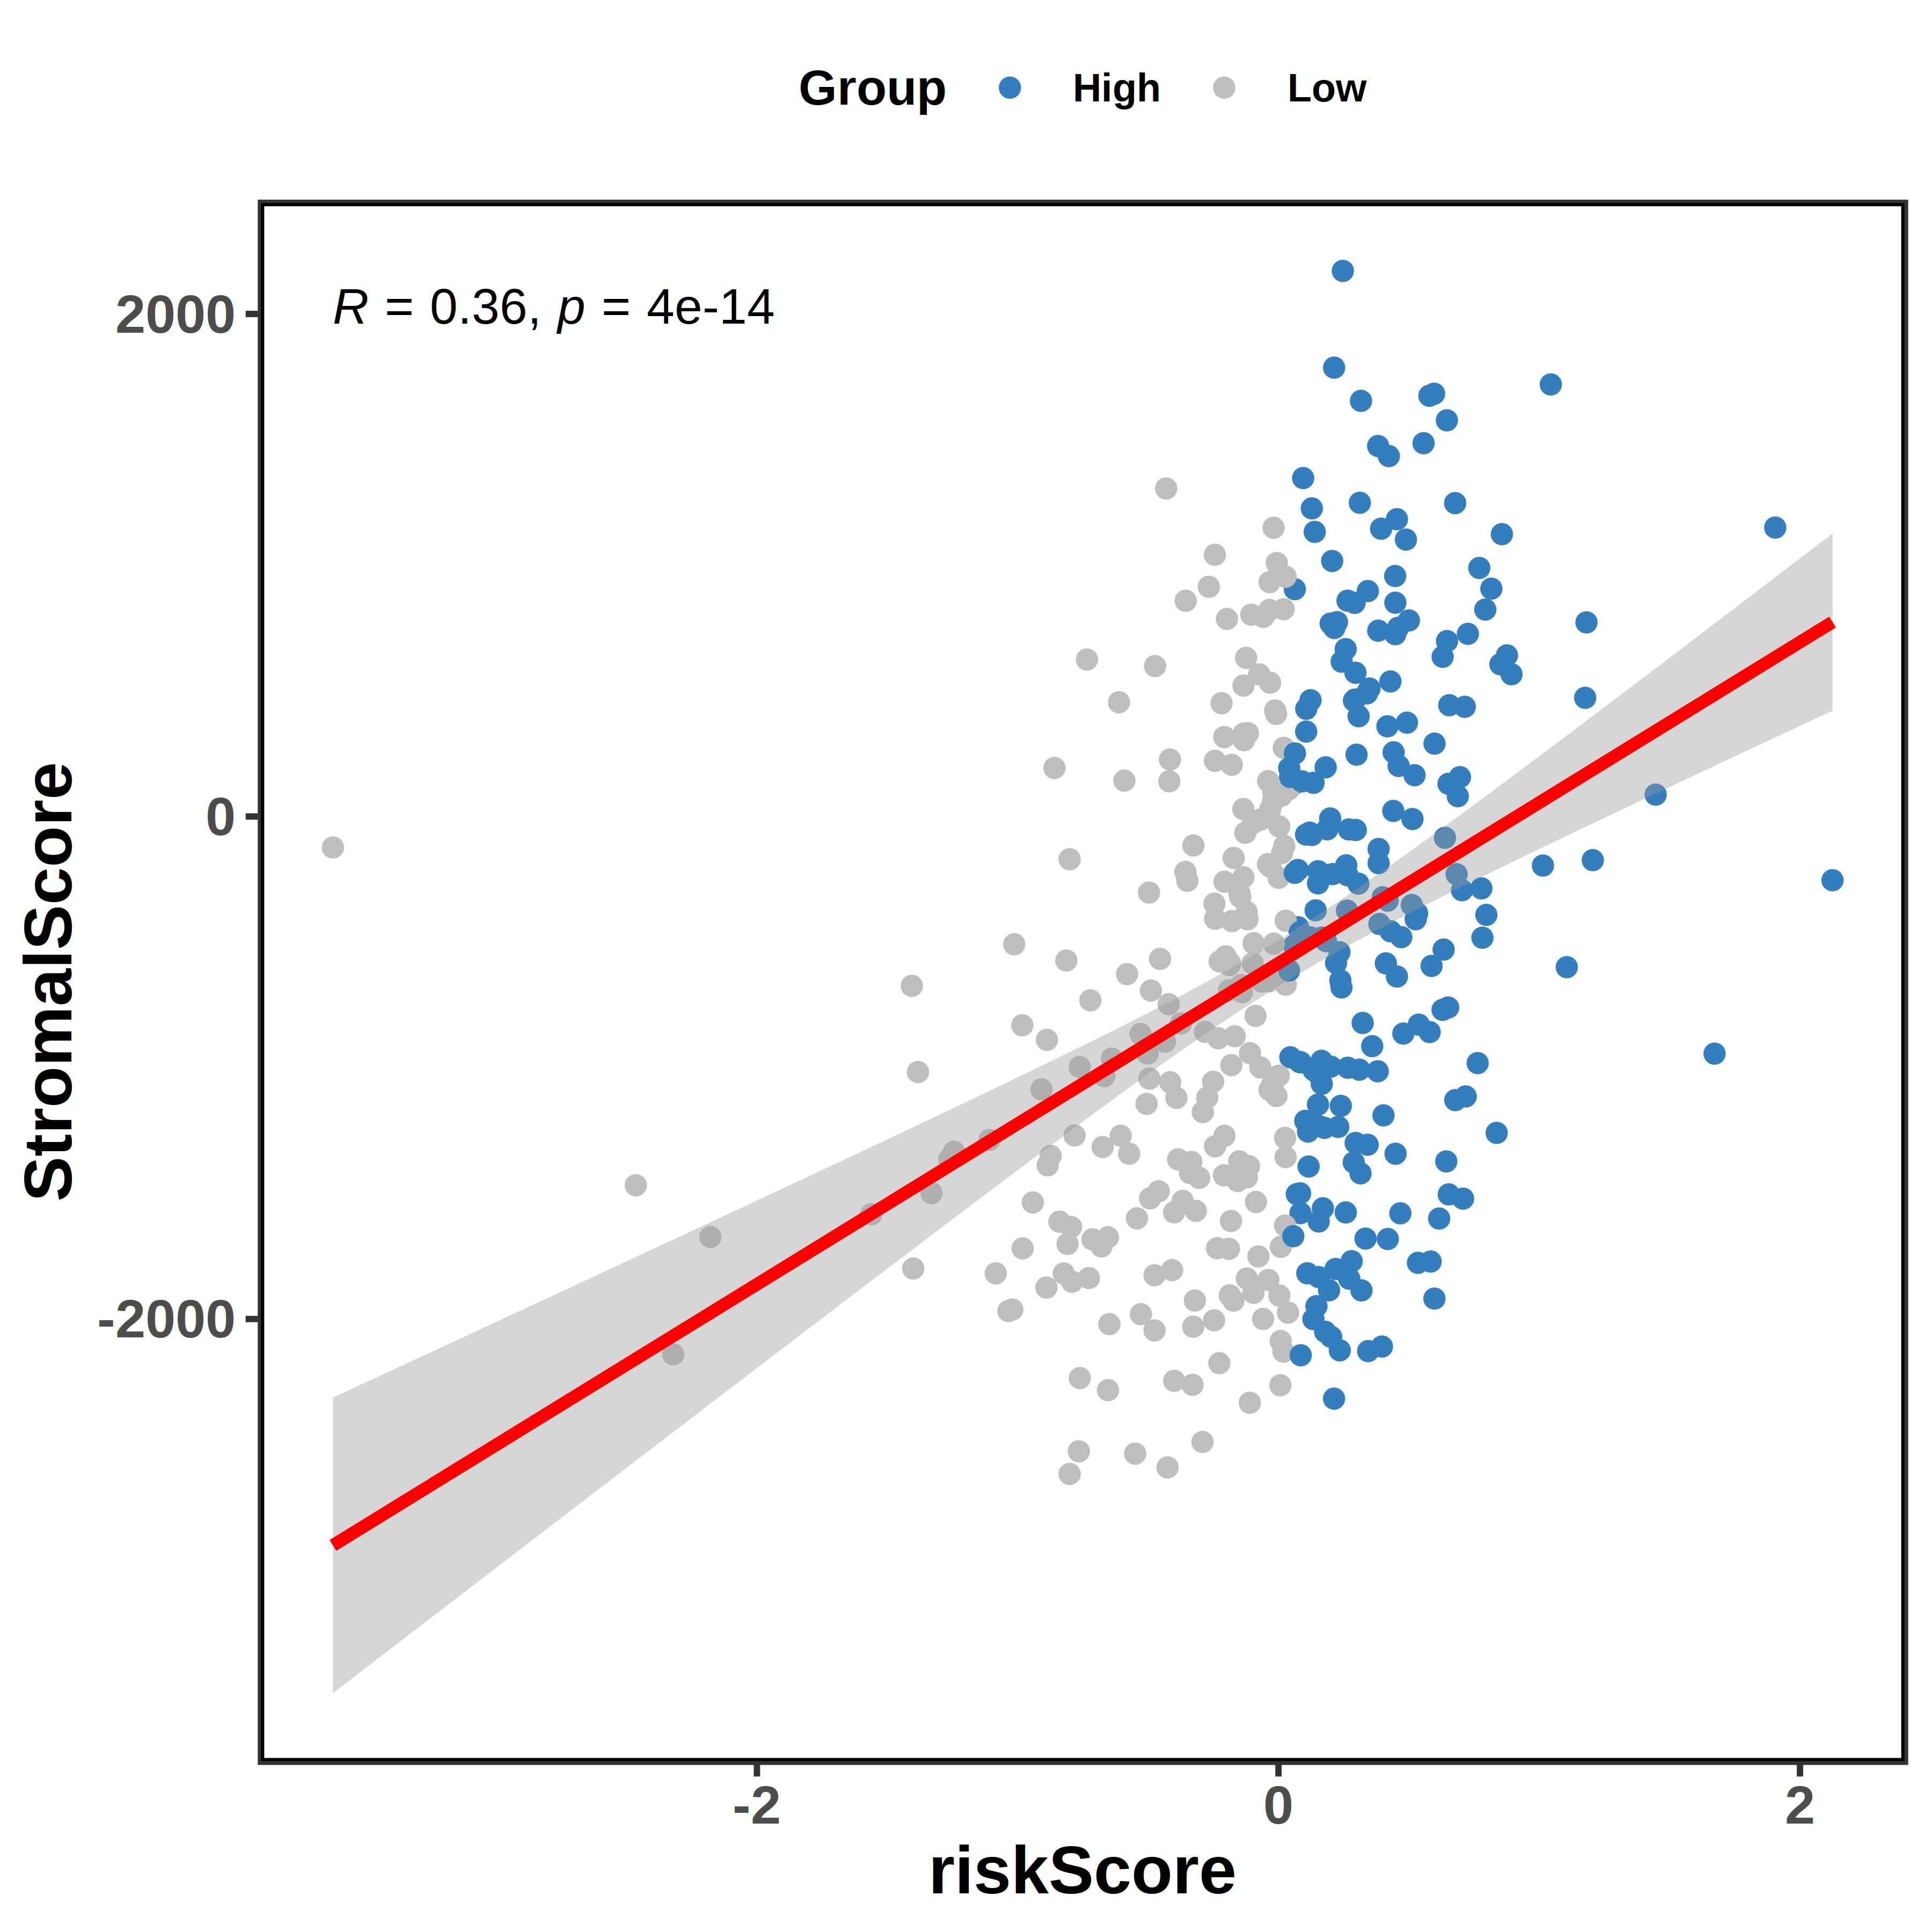 Group High Low
R = 0.36, p = 4e-14
2000
0
-2000
StromalScore
-2 0 2
riskScore